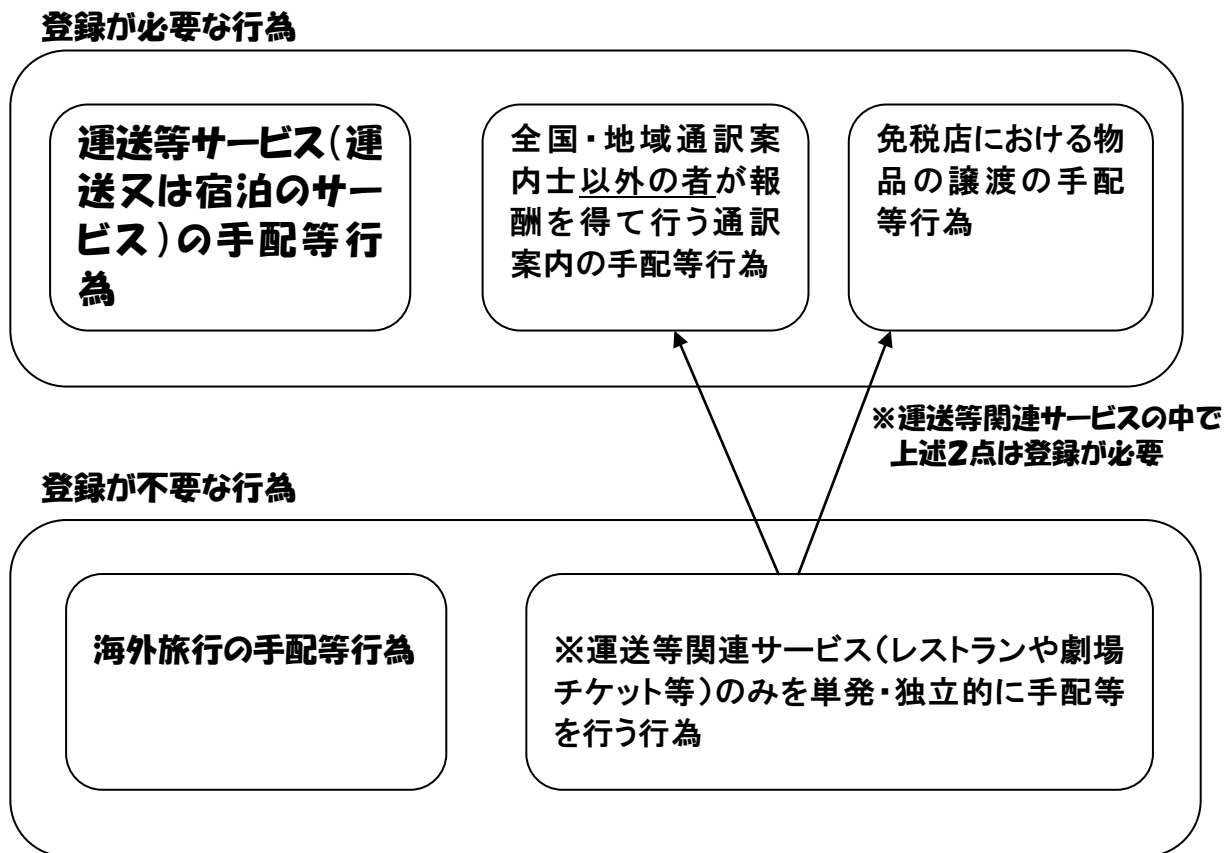 登録が必要な行為
運送等サービス(運
送又は宿泊のサー
ビス)の手配等行
為
全国・地域通訳案
内士以外の者が報
酬を得て行う通訳
案内の手配等行為
免税店における物
品の譲渡の手配
等行為
※運送等関連サービスの中で
上述2点は登録が必要
登録が不要な行為
海外旅行の手配等行為
※運送等関連サービス(レストランや劇場
チケット等)のみを単発・独立的に手配等
を行う行為